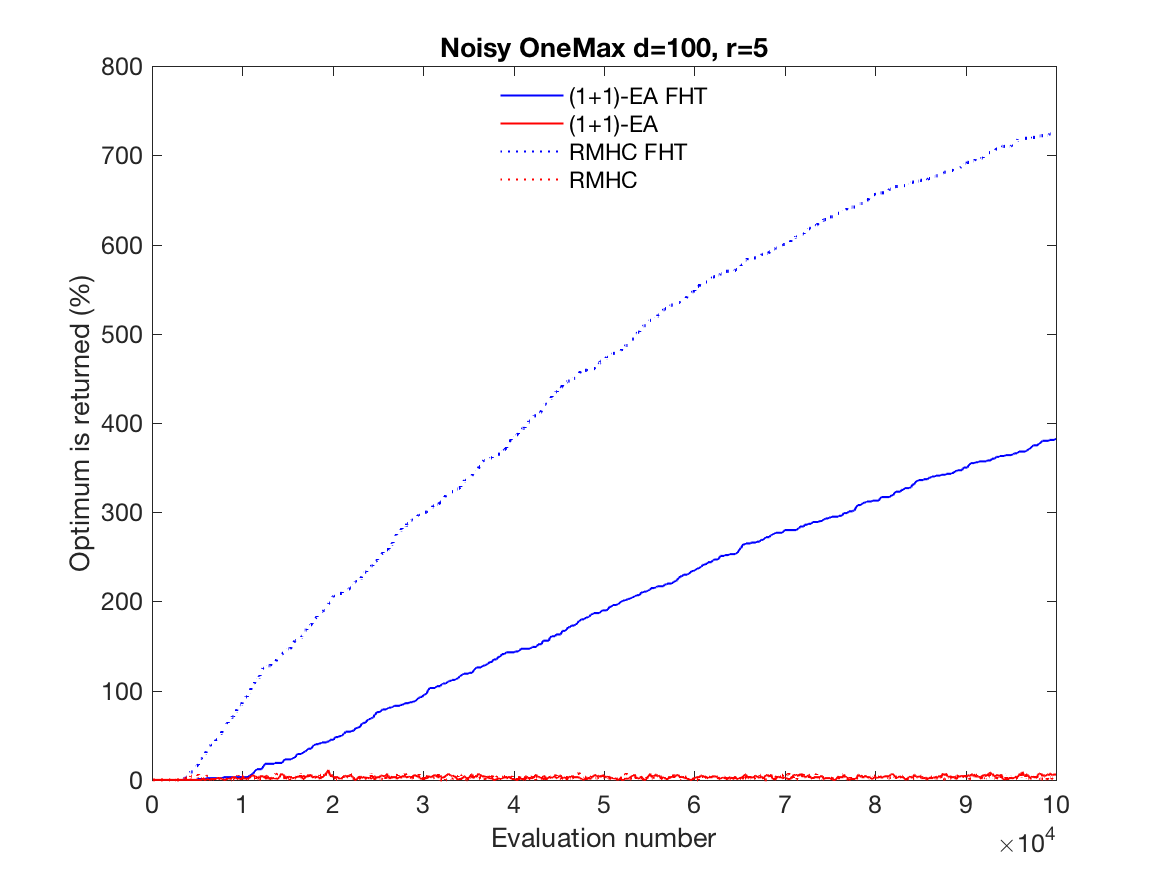 Noisy OneMax d=100, r=5
(1+1)-EA FHT
(1+1)-EA
RMHC FHT
RMHC
Optimum is returned (%)
800
700
600
500
400
300
200
100
0
0 1 2 3 4 5 6 7 8 9 10
Evaluation number
×10⁴